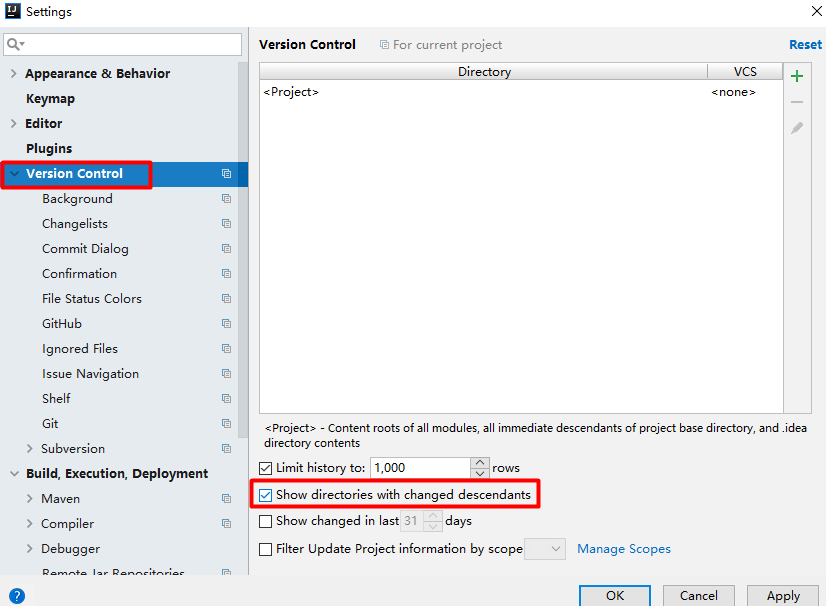 IJ Settings
Appearance & Behavior
Keymap
Editor
Plugins
Version Control
Background
Changelists
Commit Dialog
Confirmation
File Status Colors
GitHub
Ignored Files
Issue Navigation
Shelf
Git
Subversion
Build, Execution, Deployment
Maven
Compiler
Debugger
Remote Jar Repositories
?
Version Control For current project Reset
Directory VCS
<Project> <none>
<Project> - Content roots of all modules, all immediate descendants of project base directory, and .idea
directory contents
Limit history to: 1,000 rows
Show directories with changed descendants
Show changed in last 31 days
Filter Update Project information by scope Manage Scopes
OK Cancel Apply